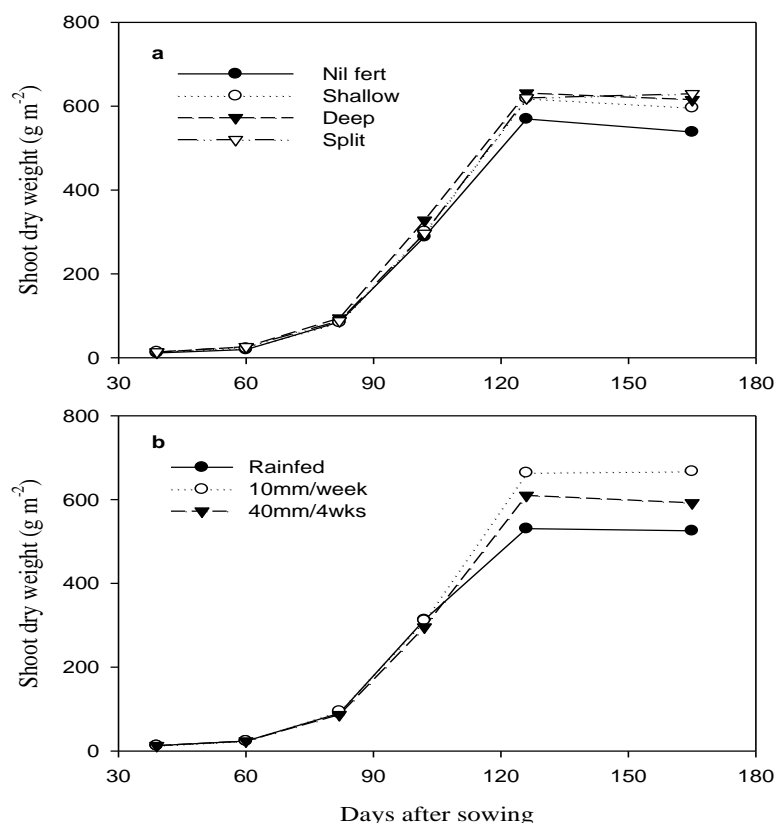 800
a
Nil fert
Shallow
Deep
Split
600
400
200
0
Shoot dry weight (g m⁻²)
30 60 90 120 150 180
800
b
Rainfed
10mm/week
40mm/4wks
600
400
200
0
Shoot dry weight (g m⁻²)
30 60 90 120 150 180
Days after sowing